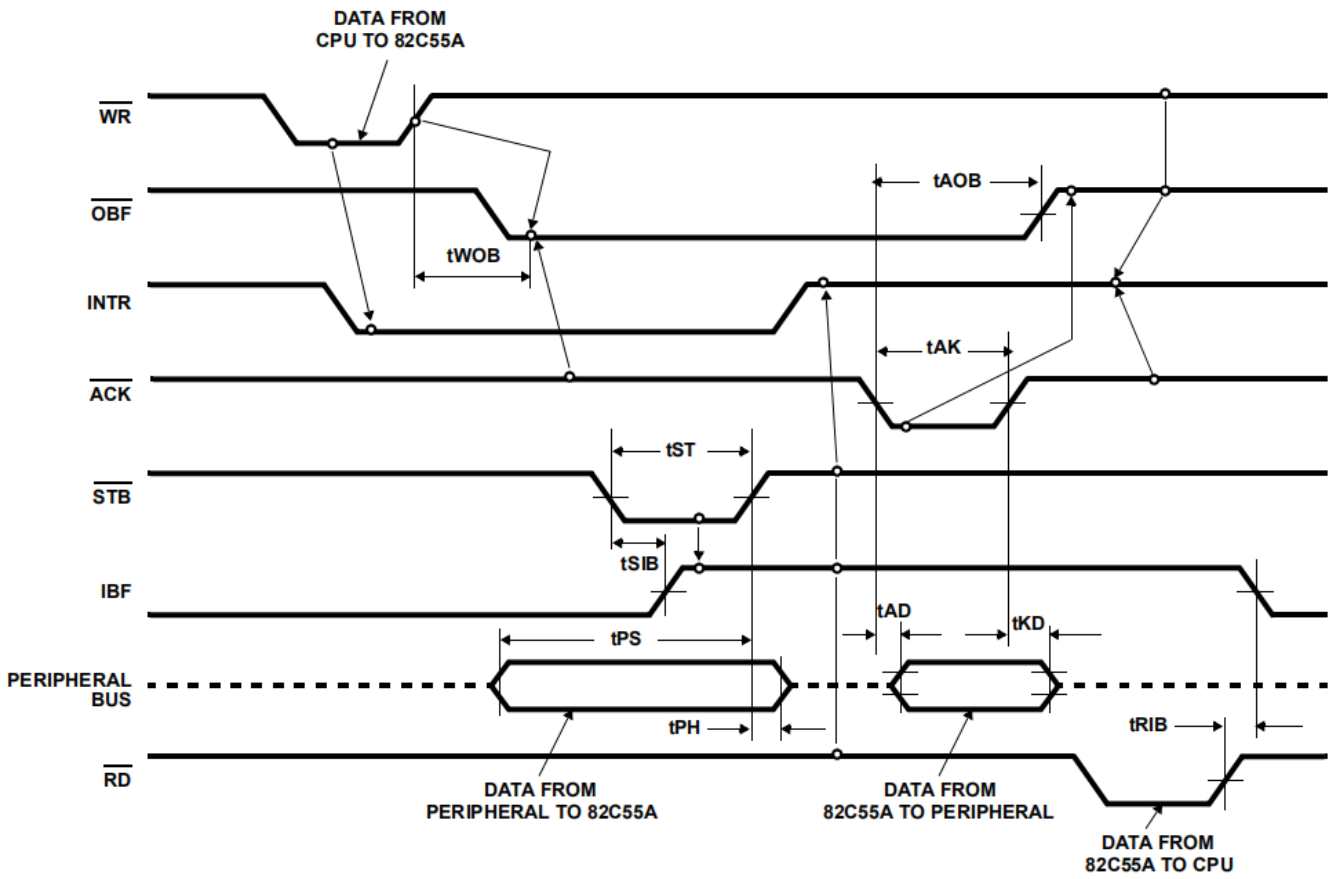 DATA FROM
CPU TO 82C55A
WR
OBF
tAOB
tWOB
INTR
tAK
ACK
tST
STB
tSIB
IBF
tAD
tKD
tPS
PERIPHERAL
BUS
tPH
tRIB
RD
DATA FROM
PERIPHERAL TO 82C55A
DATA FROM
82C55A TO PERIPHERAL
DATA FROM
82C55A TO CPU